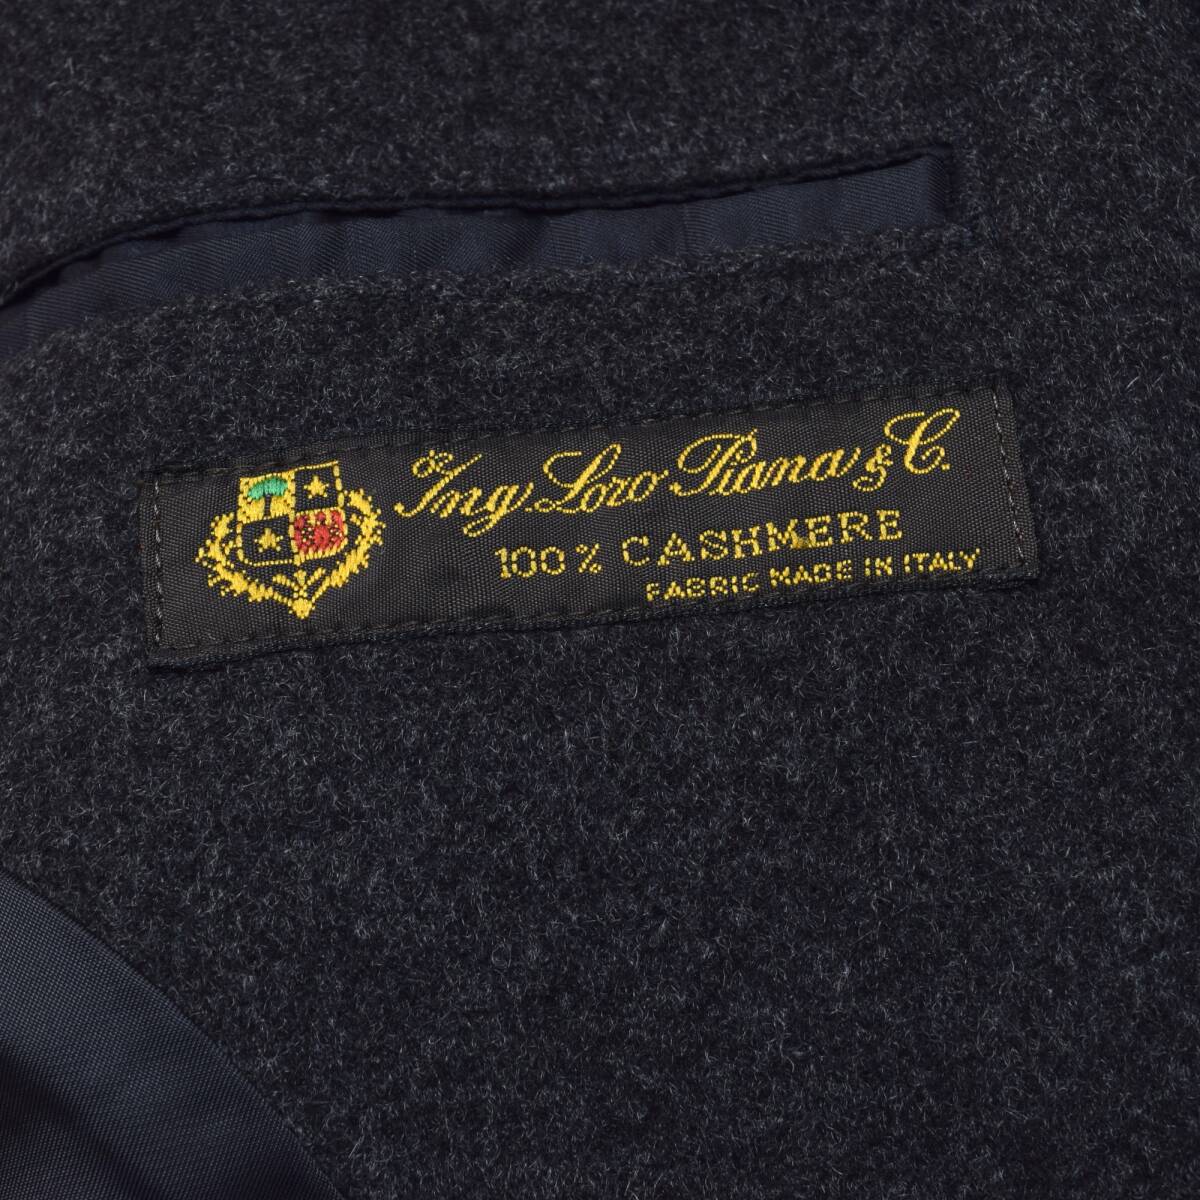 Ing Loro Piana & C.
100% CASHMERE
FABRIC MADE IN ITALY